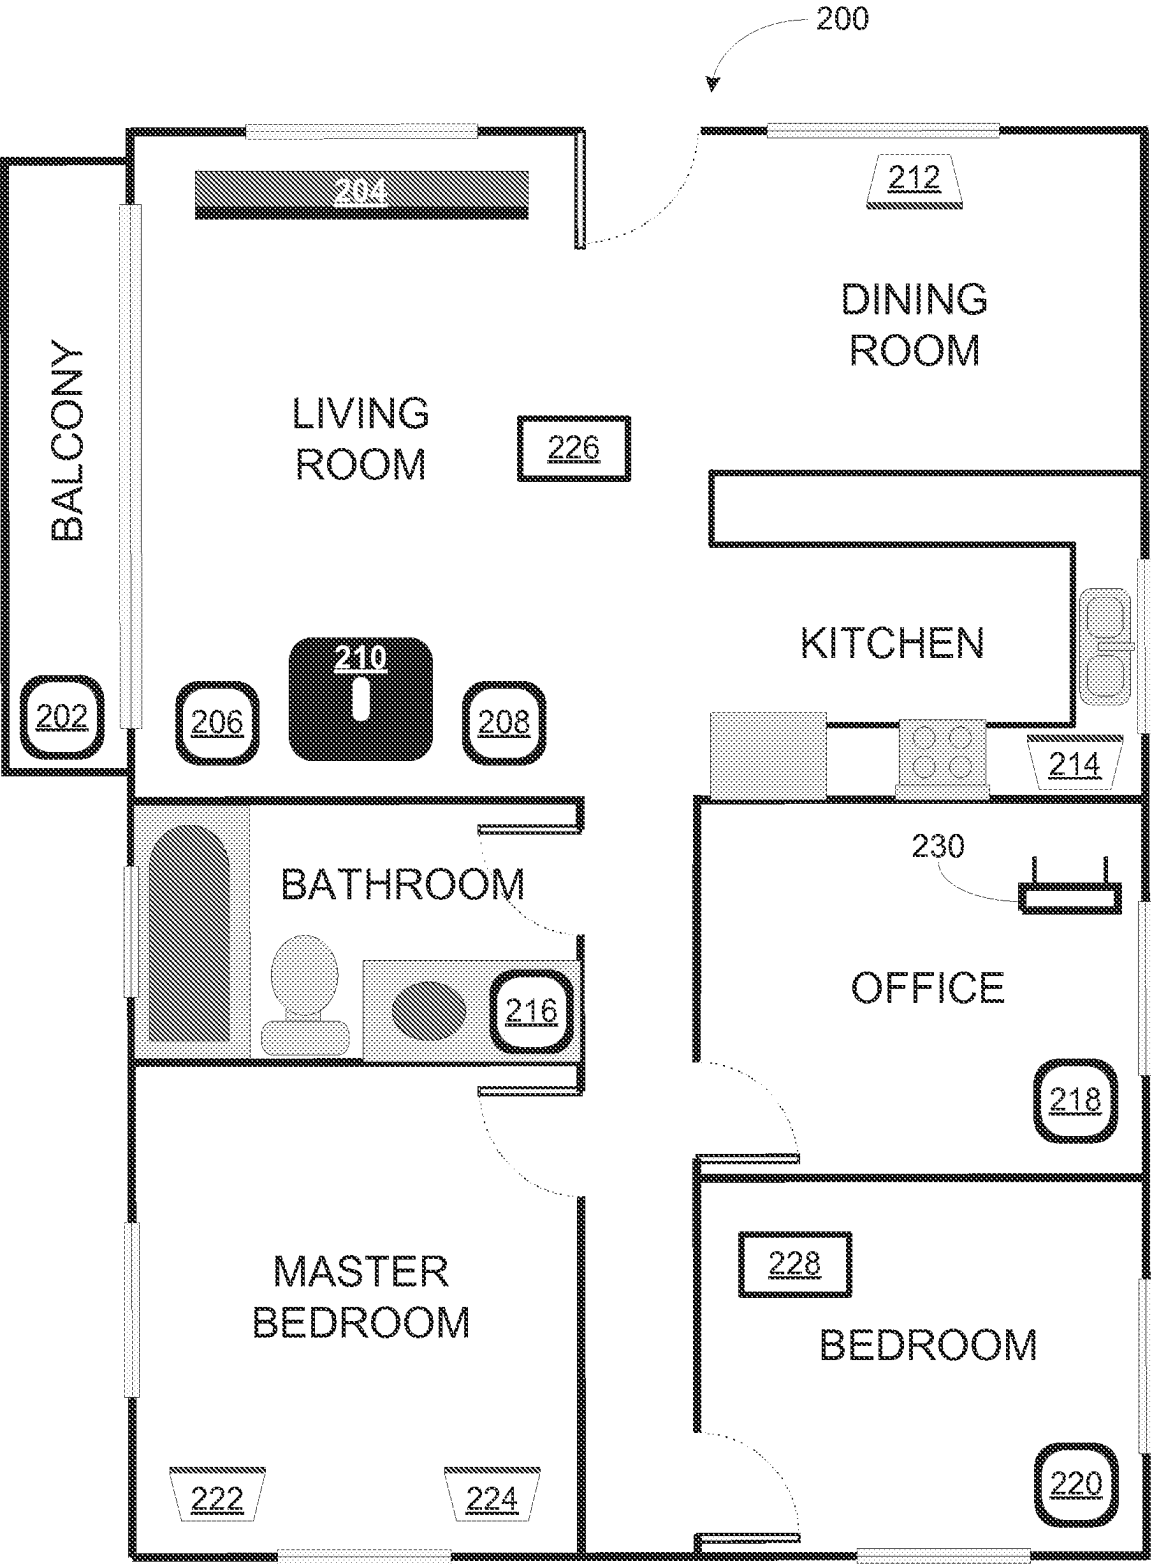 200
204
212
DINING
ROOM
BALCONY
LIVING
ROOM
226
KITCHEN
210
202
206
208
214
230
BATHROOM
OFFICE
216
218
228
MASTER
BEDROOM
BEDROOM
222
224
220